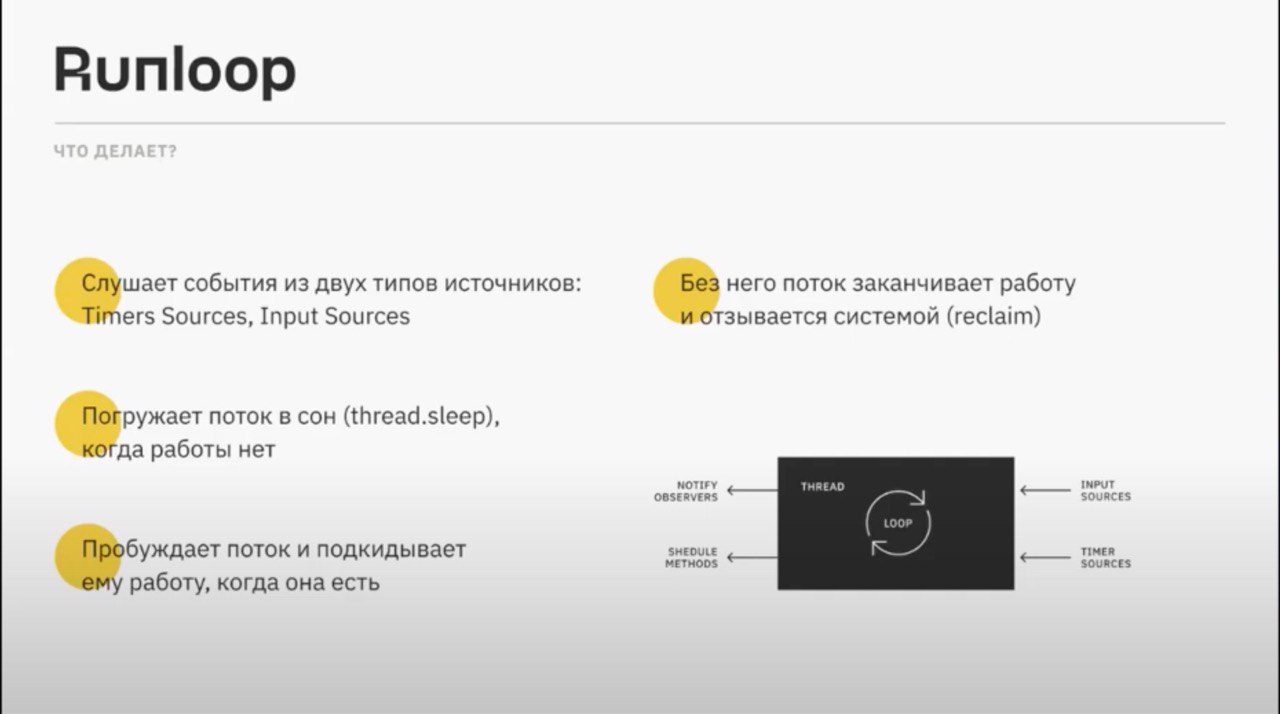 Runloop
ЧТО ДЕЛАЕТ?
Слушает события из двух типов источников:
Timers Sources, Input Sources
Погружает поток в сон (thread.sleep),
когда работы нет
Пробуждает поток и подкидывает
ему работу, когда она есть
Без него поток заканчивает работу
и отзывается системой (reclaim)
NOTIFY
OBSERVERS
SHEDULE
METHODS
THREAD
LOOP
INPUT
SOURCES
TIMER
SOURCES